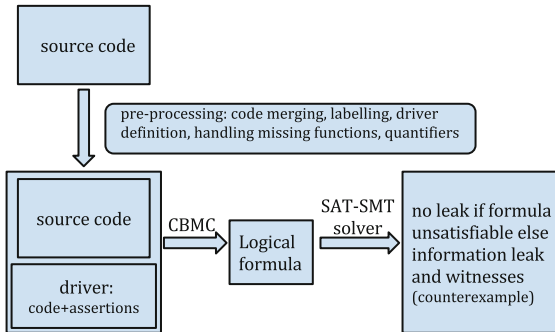 source code
pre-processing: code merging, labelling, driver
definition, handling missing functions, quantifiers
source code
driver:
code+assertions
CBMC
Logical
formula
SAT-SMT
solver
no leak if formula
unsatisfiable else
information leak
and witnesses
(counterexample)